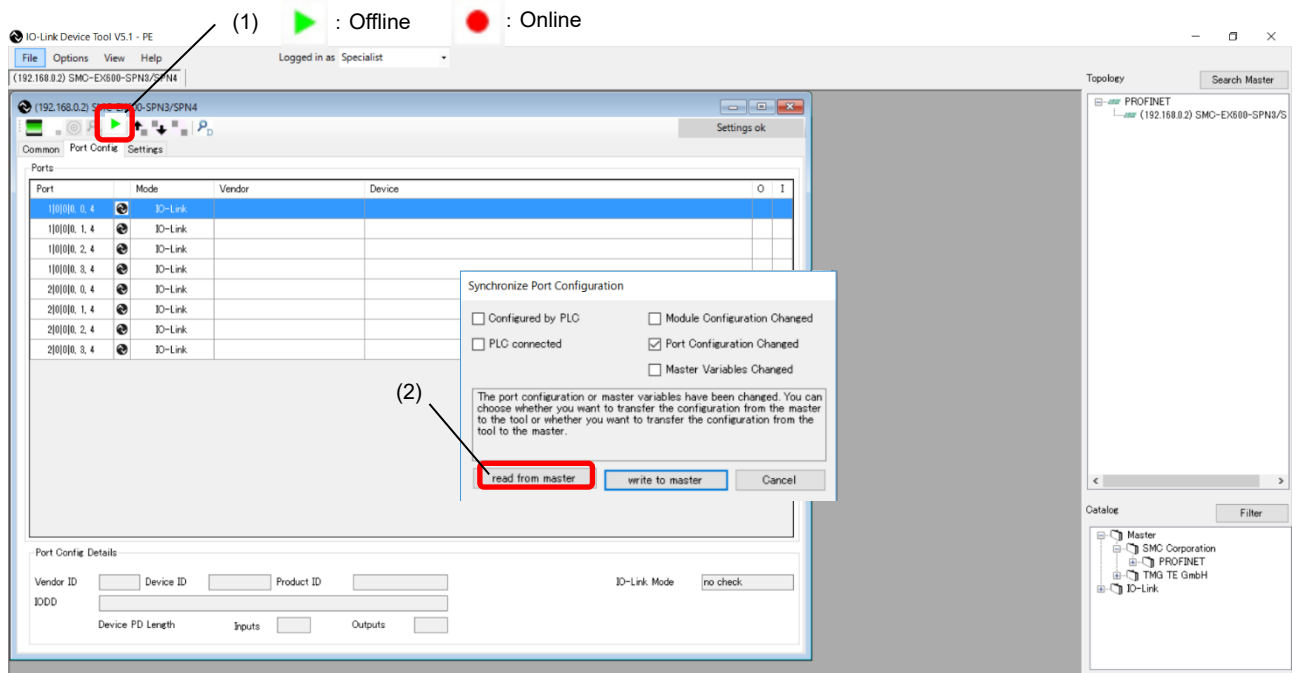 (1)
: Offline
: Online
IO-Link Device Tool V5.1 - PE
File Options View Help
Logged in as Specialist
(192.168.0.2) SMC-EX600-SPN3/SPN4
Topology
Search Master
PROFINET
(192.168.0.2) SMC-EX600-SPN3/S
(192.168.0.2) SMC-EX600-SPN3/SPN4
Settings ok
Common Port Config Settings
Ports
Port Mode Vendor Device O I
1|0|0|0, 0, 4 IO-Link
1|0|0|0, 1, 4 IO-Link
1|0|0|0, 2, 4 IO-Link
1|0|0|0, 3, 4 IO-Link
2|0|0|0, 0, 4 IO-Link
2|0|0|0, 1, 4 IO-Link
2|0|0|0, 2, 4 IO-Link
2|0|0|0, 3, 4 IO-Link
Synchronize Port Configuration
Configured by PLC
Module Configuration Changed
PLC connected
Port Configuration Changed
Master Variables Changed
(2)
The port configuration or master variables have been changed. You can
choose whether you want to transfer the configuration from the master
to the tool or whether you want to transfer the configuration from the
tool to the master.
read from master
write to master
Cancel
Catalog
Filter
Master
SMC Corporation
PROFINET
TMG TE GmbH
IO-Link
Port Config Details
Vendor ID Device ID Product ID IO-Link Mode no check
IODD
Device PD Length Inputs Outputs